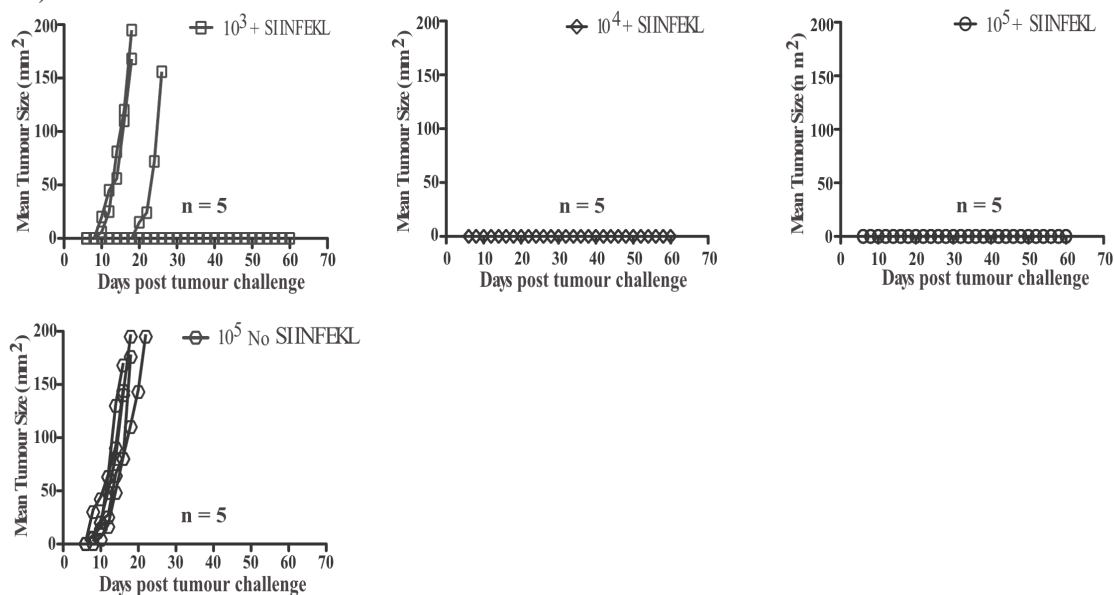 )
10³ + SIINFEKL
Mean Tumour Size (mm²)
200
150
100
50
0
n = 5
0 10 20 30 40 50 60 70
Days post tumour challenge
10⁴ + SIINFEKL
Mean Tumour Size (mm²)
200
150
100
50
0
n = 5
0 10 20 30 40 50 60 70
Days post tumour challenge
10⁵ + SIINFEKL
Mean Tumour Size (n m²)
200
150
100
50
0
n = 5
0 10 20 30 40 50 60 70
Days post tumour challenge
10⁵ No SIINFEKL
Mean Tumour Size (mm²)
200
150
100
50
0
n = 5
0 10 20 30 40 50 60 70
Days post tumour challenge